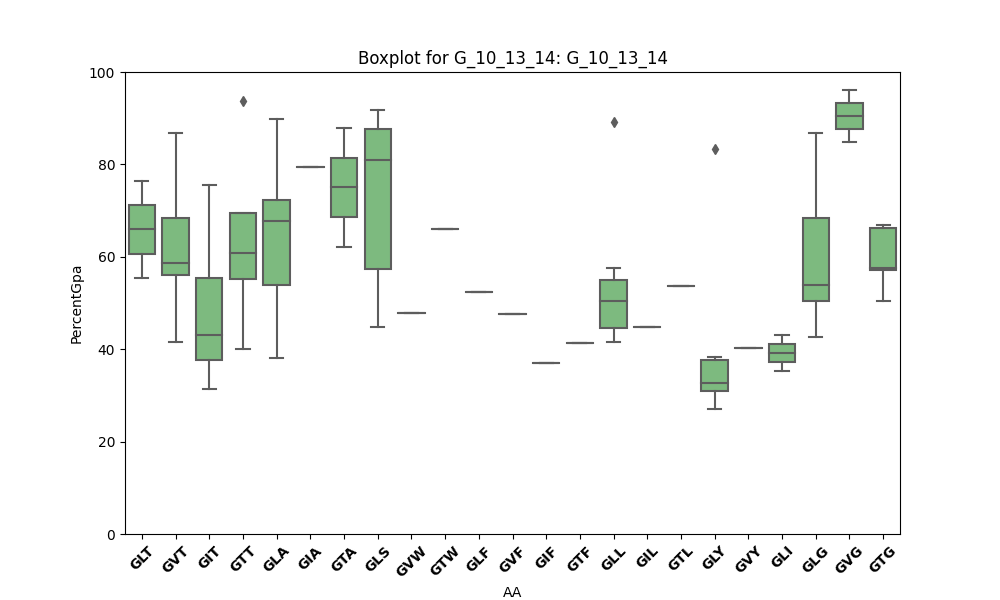 Boxplot for G_10_13_14: G_10_13_14
100
80
60
40
20
0
PercentGpa
GLT GVT GIT GTT GLA GIA GTA GLS GVW GTW GLF GVF GIF GTF GLL GIL GTL GLY GVY GLI GLG GVG GTG
AA